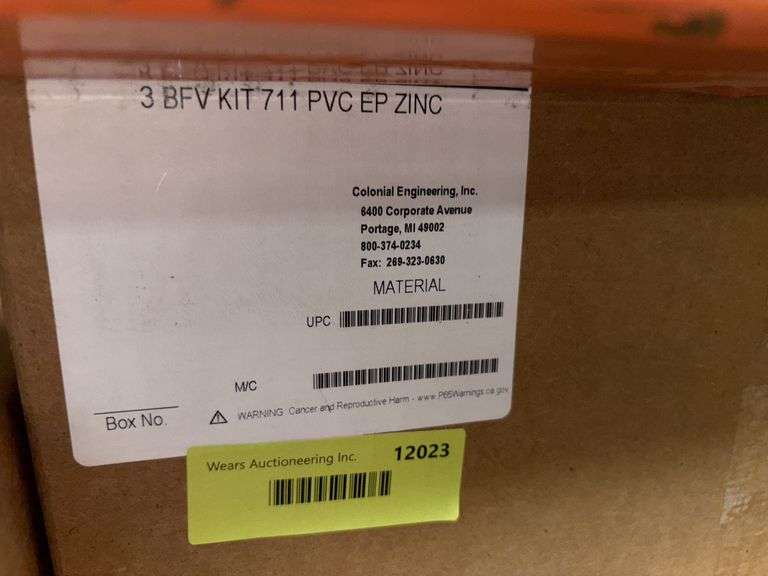 3 BFV KIT 711 PVC EP ZINC
Colonial Engineering, Inc.
6400 Corporate Avenue
Portage, MI 49002
800-374-0234
Fax: 269-323-0630
MATERIAL
UPC
M/C
Box No.
WARNING Cancer and Reproductive Harm - www.P65Warnings.ca.gov
Wears Auctioneering Inc. 12023